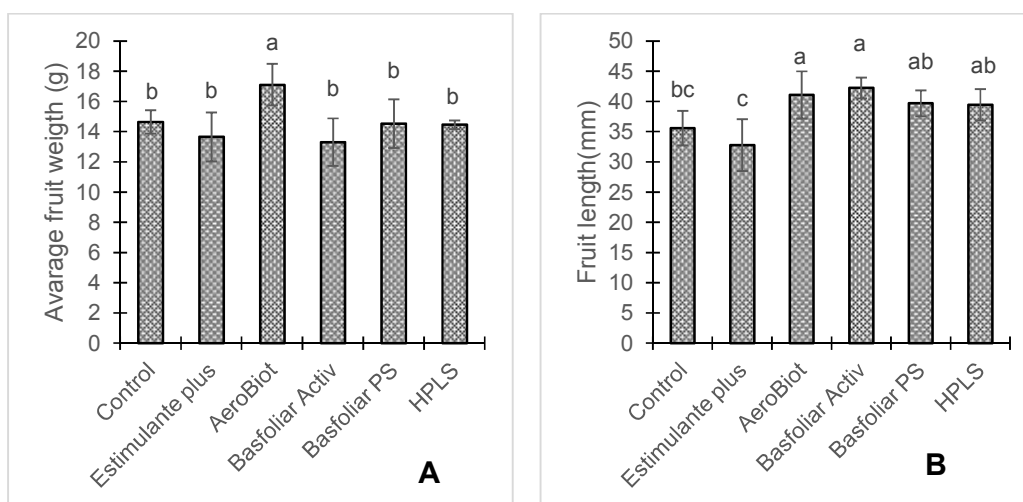 Avarage fruit weigth (g)
20
18
16
14
12
10
8
6
4
2
0
b
b
a
b
b
b
Control
Estimulante plus
AeroBiot
Basfoliar Activ
Basfoliar PS
HPLS
A
Fruit length(mm)
50
45
40
35
30
25
20
15
10
5
0
bc
c
a
a
ab
ab
Control
Estimulante plus
AeroBiot
Basfoliar Activ
Basfoliar PS
HPLS
B